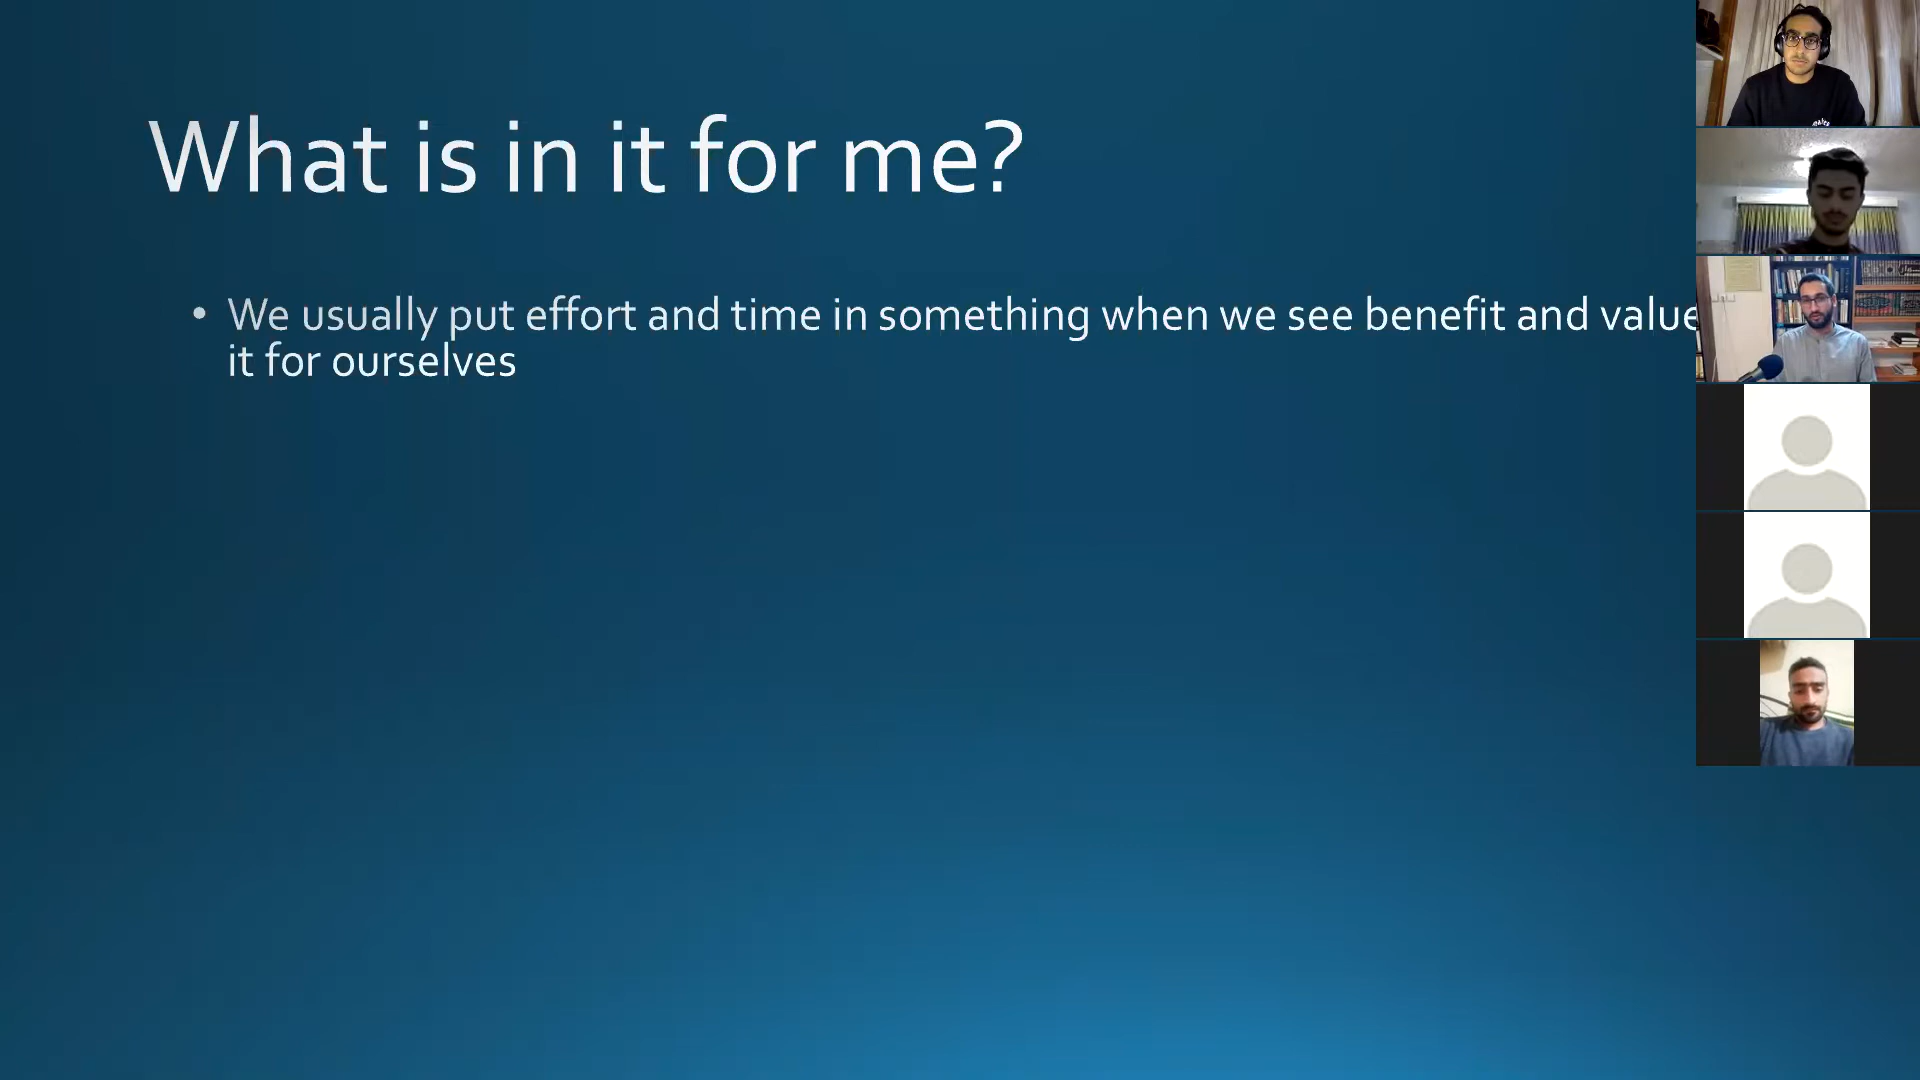 What is in it for me?
• We usually put effort and time in something when we see benefit and value
it for ourselves